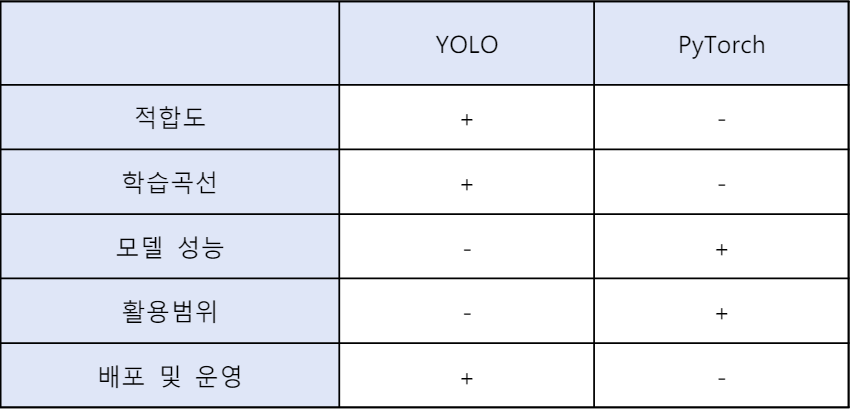 YOLO PyTorch
적합도 + -
학습곡선 + -
모델 성능 - +
활용범위 - +
배포 및 운영 + -